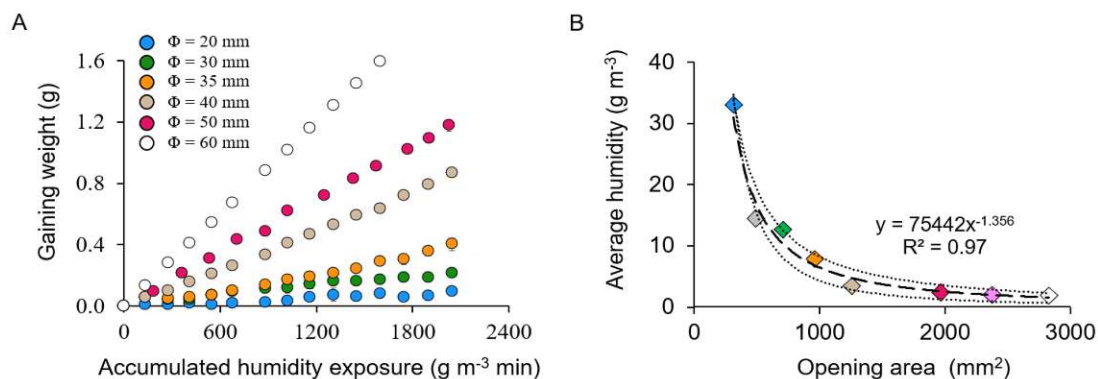 A
Φ = 20 mm
Φ = 30 mm
Φ = 35 mm
Φ = 40 mm
Φ = 50 mm
Φ = 60 mm
Gaining weight (g)
1.6
1.2
0.8
0.4
0.0
0 600 1200 1800 2400
Accumulated humidity exposure (g m⁻³ min)
B
Average humidity (g m⁻³)
40
30
20
10
0
y = 75442x⁻¹·³⁵⁶
R² = 0.97
0 1000 2000 3000
Opening area (mm²)